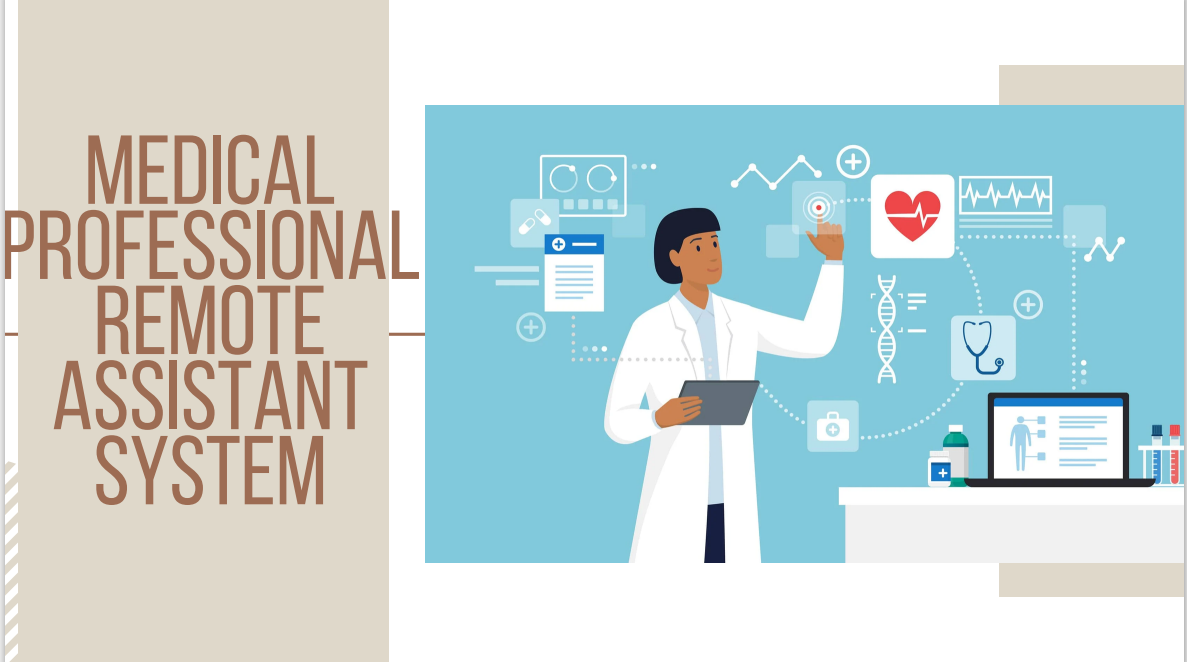 MEDICAL
PROFESSIONAL
REMOTE
ASSISTANT
SYSTEM